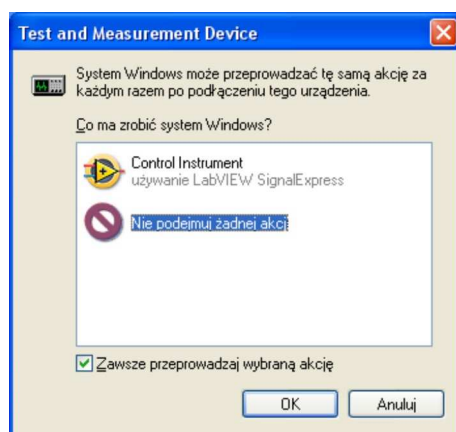 Test and Measurement Device
System Windows może przeprowadzać tę samą akcję za
każdym razem po podłączeniu tego urządzenia.
Co ma zrobić system Windows?
Control Instrument
używanie LabVIEW SignalExpress
Nie podejmuj żadnej akcji
Zawsze przeprowadzaj wybraną akcję
OK
Anuluj